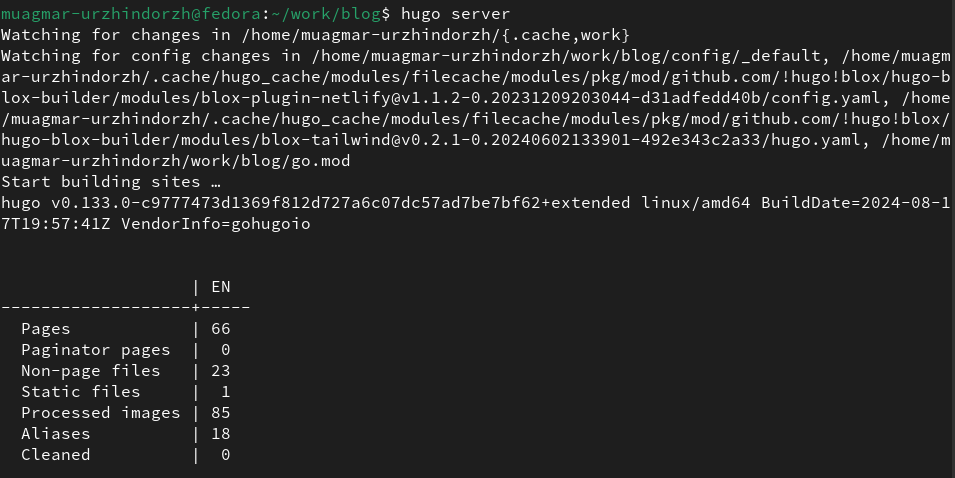 muagmar-urzhindorzh@fedora:~/work/blog$ hugo server
Watching for changes in /home/muagmar-urzhindorzh/{.cache,work}
Watching for config changes in /home/muagmar-urzhindorzh/work/blog/config/_default, /home/muagm
ar-urzhindorzh/.cache/hugo_cache/modules/filecache/modules/pkg/mod/github.com/!hugo!blox/hugo-b
lox-builder/modules/blox-plugin-netlify@v1.1.2-0.20231209203044-d31adfedd40b/config.yaml, /home
/muagmar-urzhindorzh/.cache/hugo_cache/modules/filecache/modules/pkg/mod/github.com/!hugo!blox/
hugo-blox-builder/modules/blox-tailwind@v0.2.1-0.20240602133901-492e343c2a33/hugo.yaml, /home/m
uagmar-urzhindorzh/work/blog/go.mod
Start building sites …
hugo v0.133.0-c9777473d1369f812d727a6c07dc57ad7be7bf62+extended linux/amd64 BuildDate=2024-08-1
7T19:57:41Z VendorInfo=gohugoio
                   | EN
-------------------+-----
  Pages            | 66
  Paginator pages  |  0
  Non-page files   | 23
  Static files     |  1
  Processed images | 85
  Aliases          | 18
  Cleaned          |  0